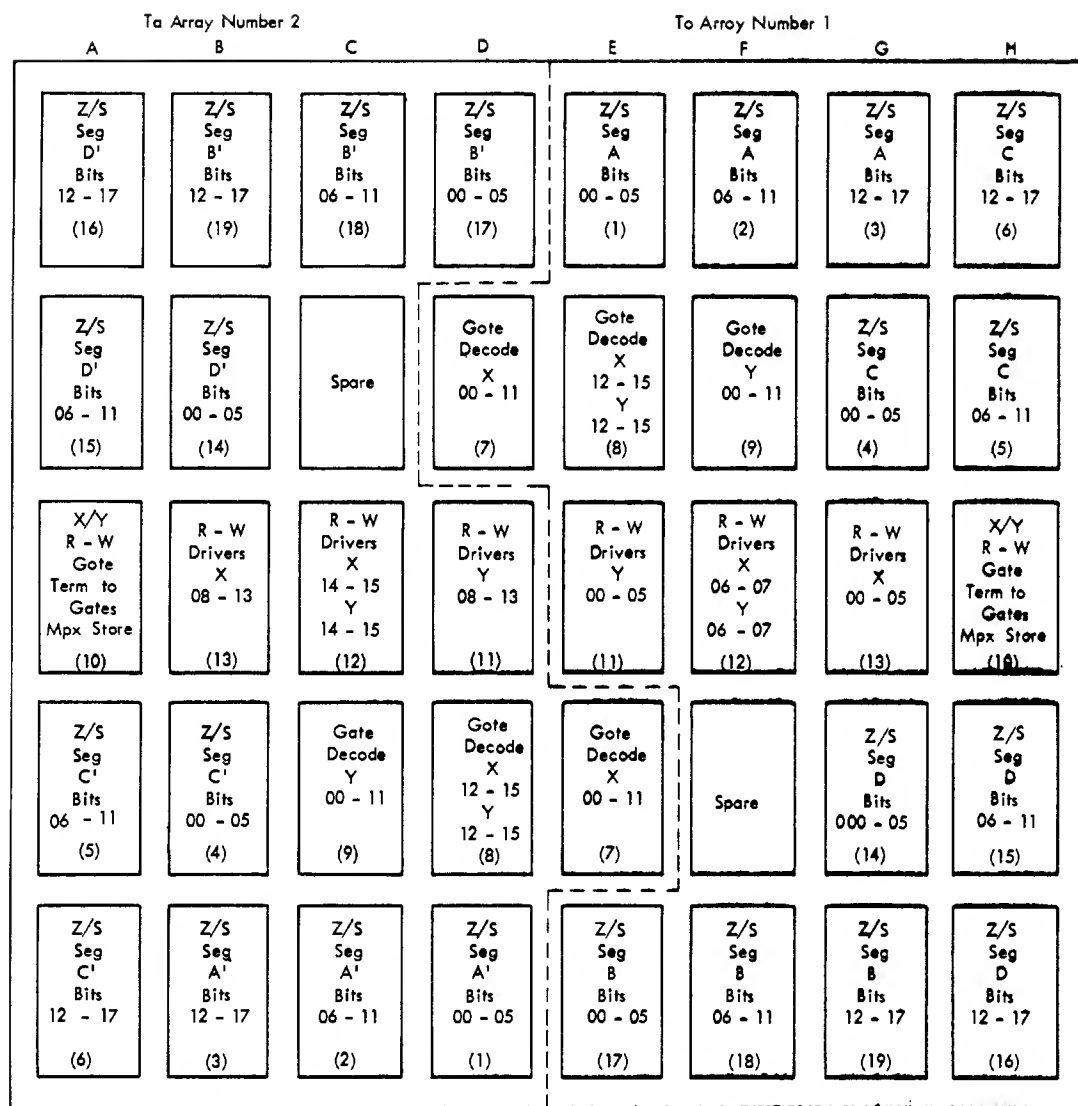 Ta Array Number 2
To Arroy Number 1
A B C D E F G H
Z/S
Seg
D'
Bits
12 - 17
(16)
Z/S
Seg
B'
Bits
12 - 17
(19)
Z/S
Seg
B'
Bits
06 - 11
(18)
Z/S
Seg
B'
Bits
00 - 05
(17)
Z/S
Seg
A
Bits
00 - 05
(1)
Z/S
Seg
A
Bits
06 - 11
(2)
Z/S
Seg
A
Bits
12 - 17
(3)
Z/S
Seg
C
Bits
12 - 17
(6)
Z/S
Seg
D'
Bits
06 - 11
(15)
Z/S
Seg
D'
Bits
00 - 05
(14)
Spare
Gote
Decode
X
00 - 11
(7)
Gote
Decode
X
12 - 15
Y
12 - 15
(8)
Gote
Decode
Y
00 - 11
(9)
Z/S
Seg
C
Bits
00 - 05
(4)
Z/S
Seg
C
Bits
06 - 11
(5)
X/Y
R - W
Gote
Term to
Gates
Mpx Store
(10)
R - W
Drivers
X
08 - 13
(13)
R - W
Drivers
X
14 - 15
Y
14 - 15
(12)
R - W
Drivers
Y
08 - 13
(11)
R - W
Drivers
Y
00 - 05
(11)
R - W
Drivers
X
06 - 07
Y
06 - 07
(12)
R - W
Drivers
X
00 - 05
(13)
X/Y
R - W
Gate
Term to
Gates
Mpx Store
(10)
Z/S
Seg
C'
Bits
06 - 11
(5)
Z/S
Seg
C'
Bits
00 - 05
(4)
Gate
Decode
Y
00 - 11
(9)
Gote
Decode
X
12 - 15
Y
12 - 15
(8)
Gote
Decode
X
00 - 11
(7)
Spare
Z/S
Seg
D
Bits
000 - 05
(14)
Z/S
Seg
D
Bits
06 - 11
(15)
Z/S
Seg
C'
Bits
12 - 17
(6)
Z/S
Seg
A'
Bits
12 - 17
(3)
Z/S
Seg
A'
Bits
06 - 11
(2)
Z/S
Seg
A'
Bits
00 - 05
(1)
Z/S
Seg
B
Bits
00 - 05
(17)
Z/S
Seg
B
Bits
06 - 11
(18)
Z/S
Seg
B
Bits
12 - 17
(19)
Z/S
Seg
D
Bits
12 - 17
(16)